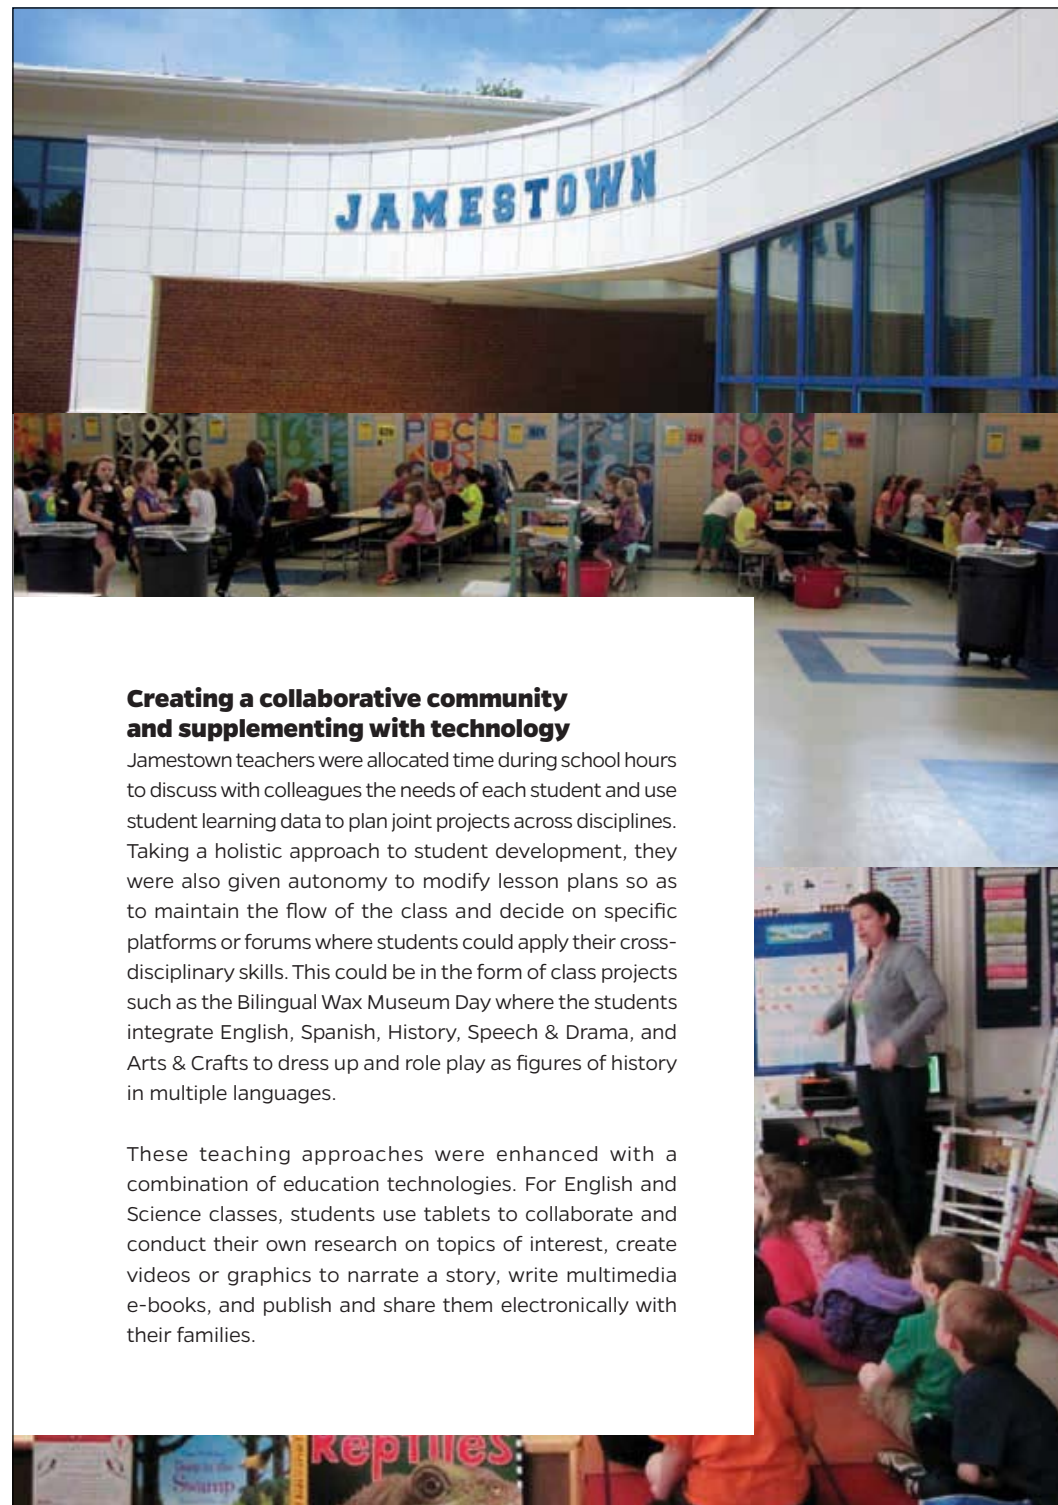 JAMESTOWN
Creating a collaborative community
and supplementing with technology
Jamestown teachers were allocated time during school hours
to discuss with colleagues the needs of each student and use
student learning data to plan joint projects across disciplines.
Taking a holistic approach to student development, they
were also given autonomy to modify lesson plans so as
to maintain the flow of the class and decide on specific
platforms or forums where students could apply their cross-
disciplinary skills. This could be in the form of class projects
such as the Bilingual Wax Museum Day where the students
integrate English, Spanish, History, Speech & Drama, and
Arts & Crafts to dress up and role play as figures of history
in multiple languages.
These teaching approaches were enhanced with a
combination of education technologies. For English and
Science classes, students use tablets to collaborate and
conduct their own research on topics of interest, create
videos or graphics to narrate a story, write multimedia
e-books, and publish and share them electronically with
their families.
Reptiles
Swamp